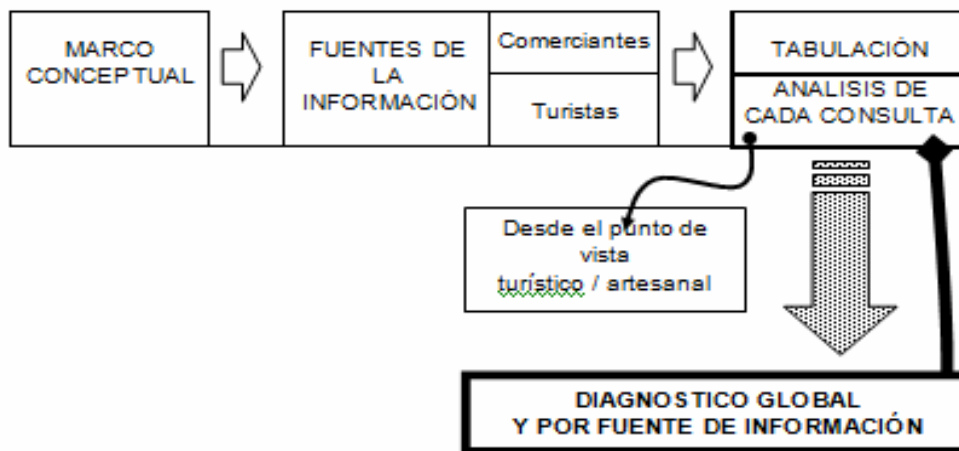 MARCO
CONCEPTUAL
FUENTES DE
LA
INFORMACIÓN
Comerciantes
Turistas
TABULACIÓN
ANALISIS DE
CADA CONSULTA
Desde el punto de
vista
turístico / artesanal
DIAGNOSTICO GLOBAL
Y POR FUENTE DE INFORMACIÓN